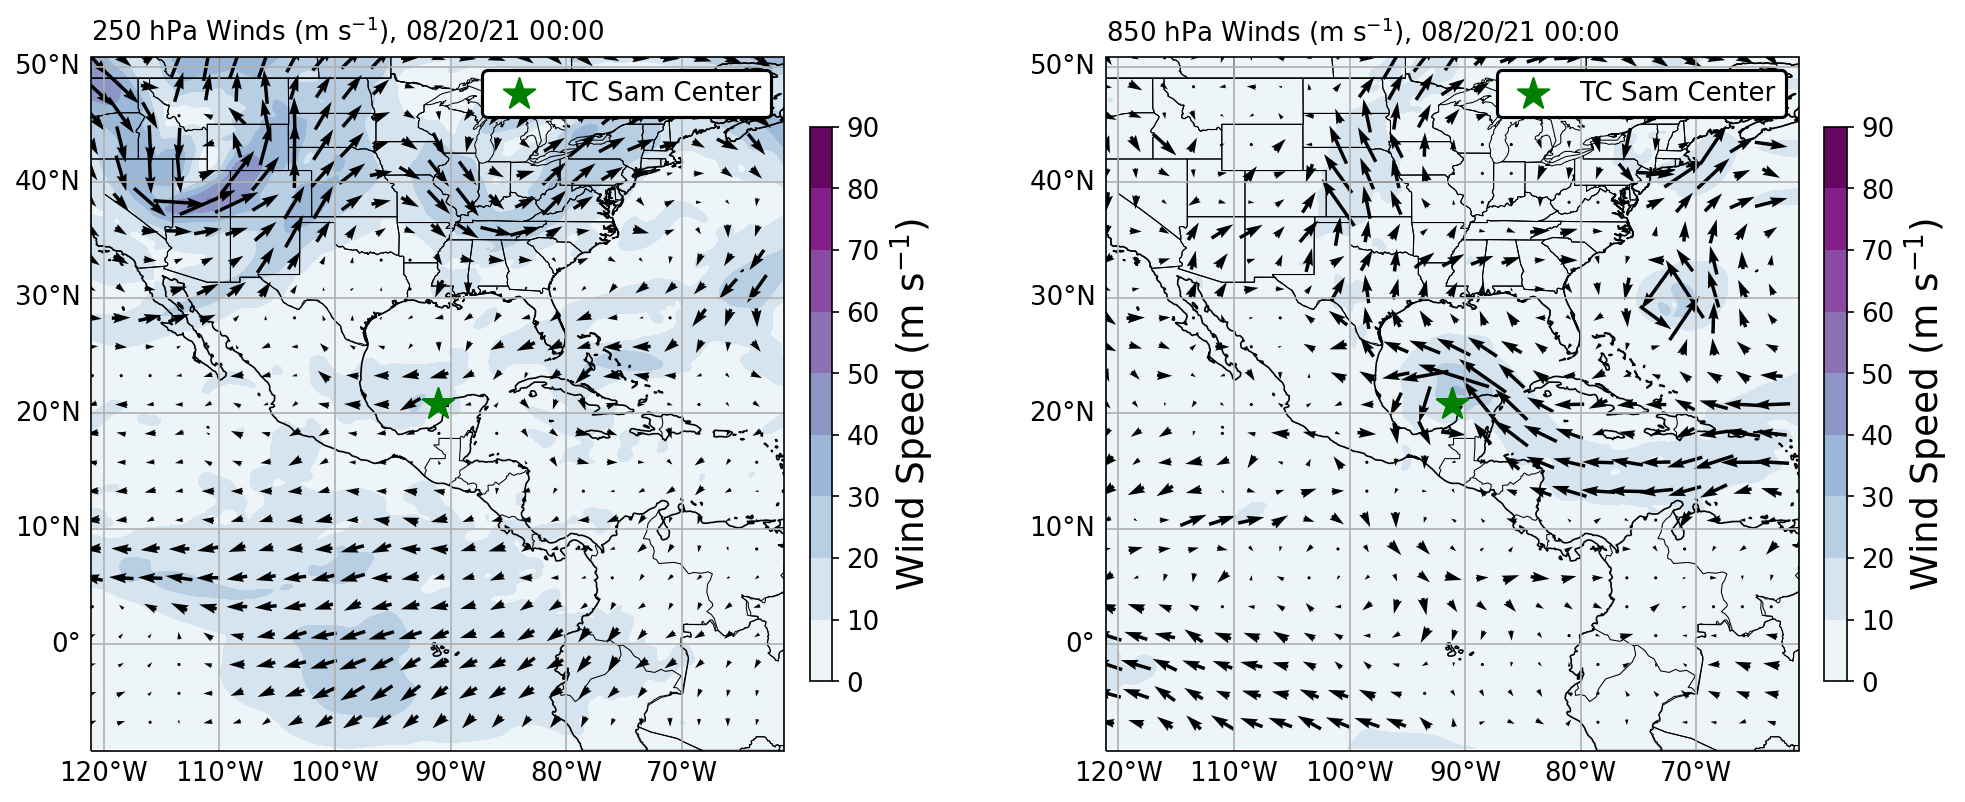 250 hPa Winds (m s⁻¹), 08/20/21 00:00
TC Sam Center
50°N
40°N
30°N
20°N
10°N
0°
120°W 110°W 100°W 90°W 80°W 70°W
90
80
70
60
50
40
30
20
10
0
Wind Speed (m s⁻¹)
850 hPa Winds (m s⁻¹), 08/20/21 00:00
TC Sam Center
50°N
40°N
30°N
20°N
10°N
0°
120°W 110°W 100°W 90°W 80°W 70°W
90
80
70
60
50
40
30
20
10
0
Wind Speed (m s⁻¹)